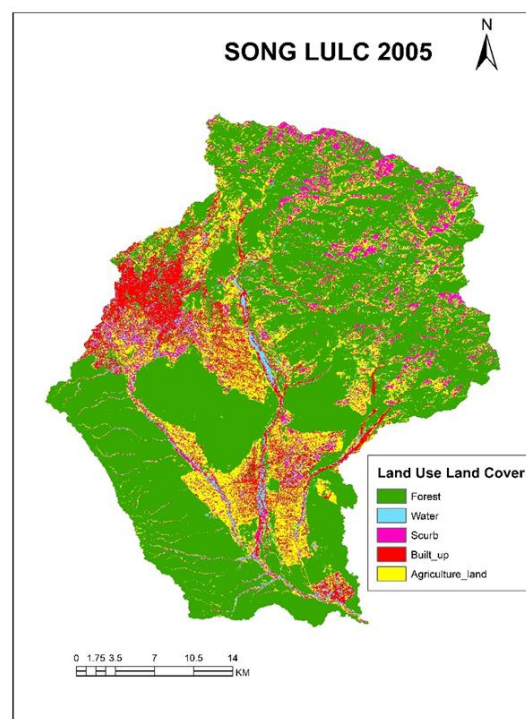 N
SONG LULC 2005
Land Use Land Cover
Forest
Water
Scurb
Built_up
Agriculture_land
0 1.75 3.5 7 10.5 14
KM